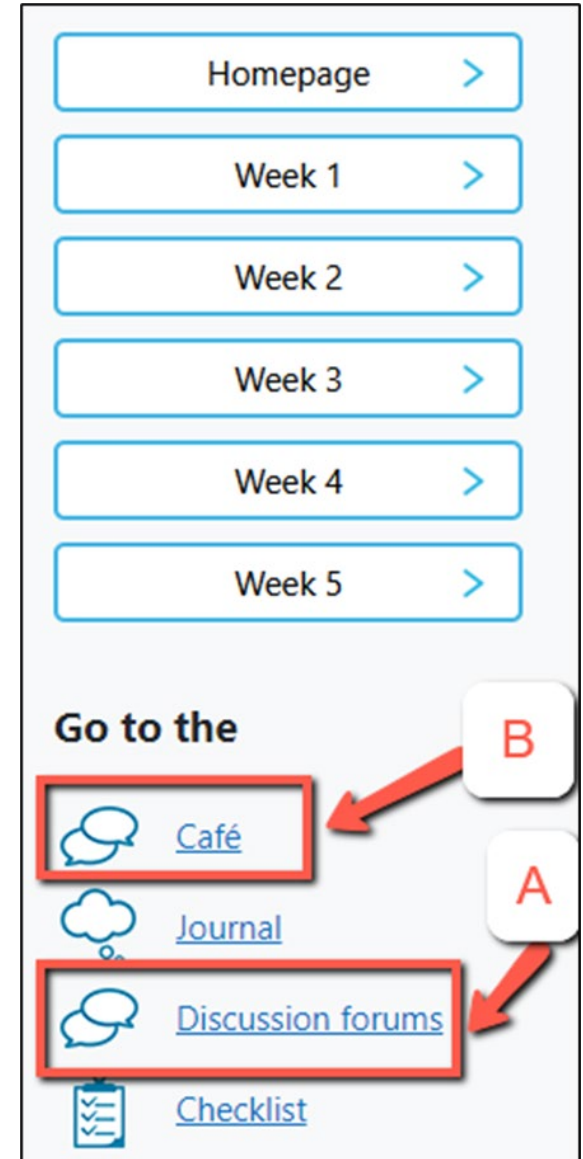 Homepage >
Week 1 >
Week 2 >
Week 3 >
Week 4 >
Week 5 >
Go to the
B
Café
A
Journal
Discussion forums
Checklist